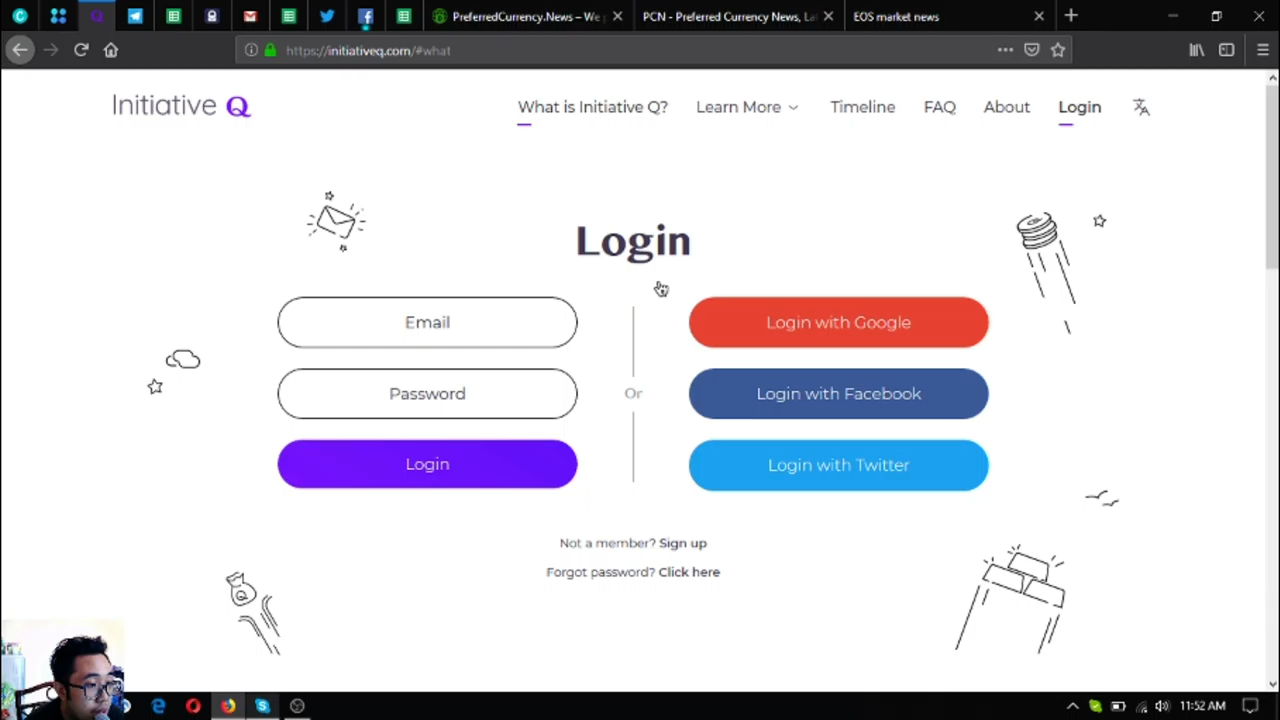 PreferredCurrency.News – We
PCN - Preferred Currency News, La
EOS market news
https://initiativeq.com/#what
Initiative Q
What is Initiative Q?
Learn More
Timeline
FAQ
About
Login
Login
Email
Login with Google
Password
Or
Login with Facebook
Login
Login with Twitter
Not a member? Sign up
Forgot password? Click here
Q
11:52 AM